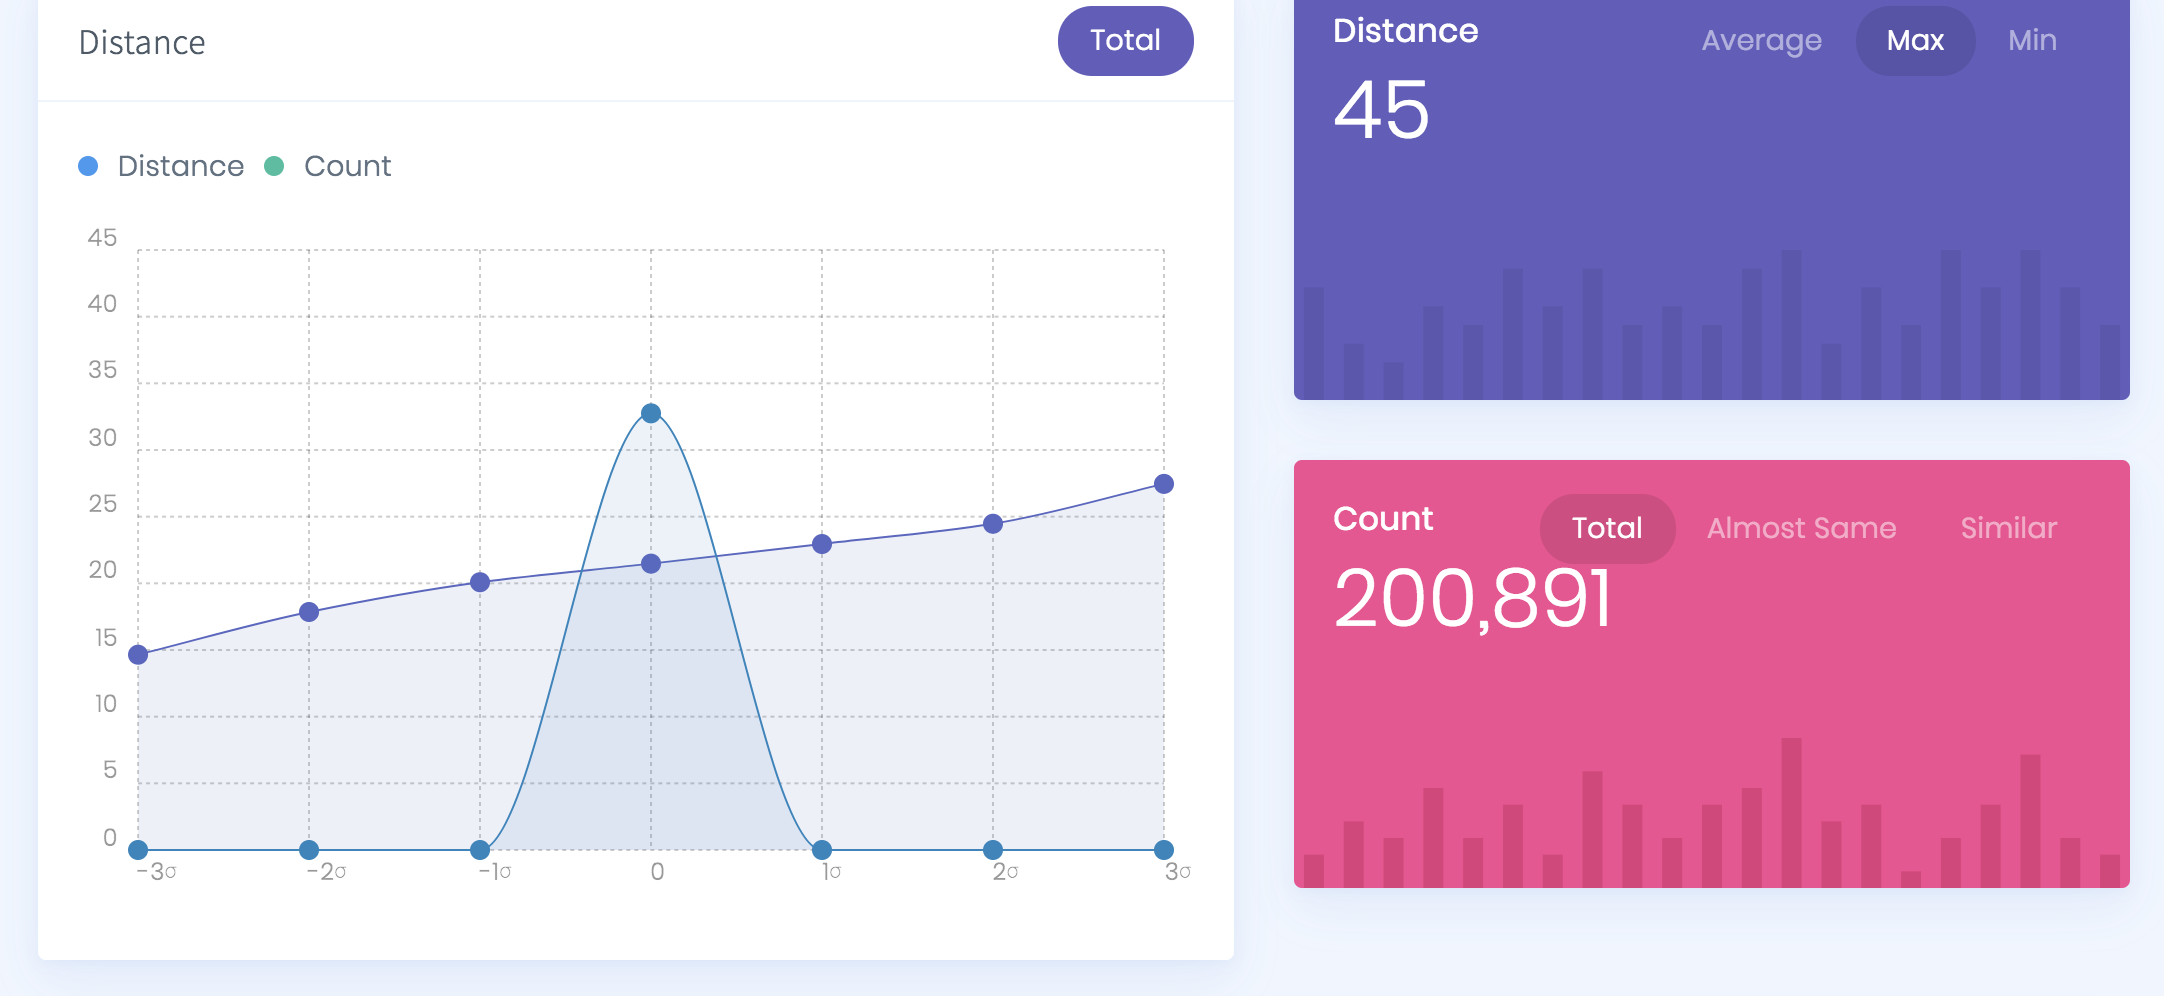 Distance
Total
Distance Count
45
40
35
30
25
20
15
10
5
0
-3σ -2σ -1σ 0 1σ 2σ 3σ
Distance
Average Max Min
45
Count
Total Almost Same Similar
200,891